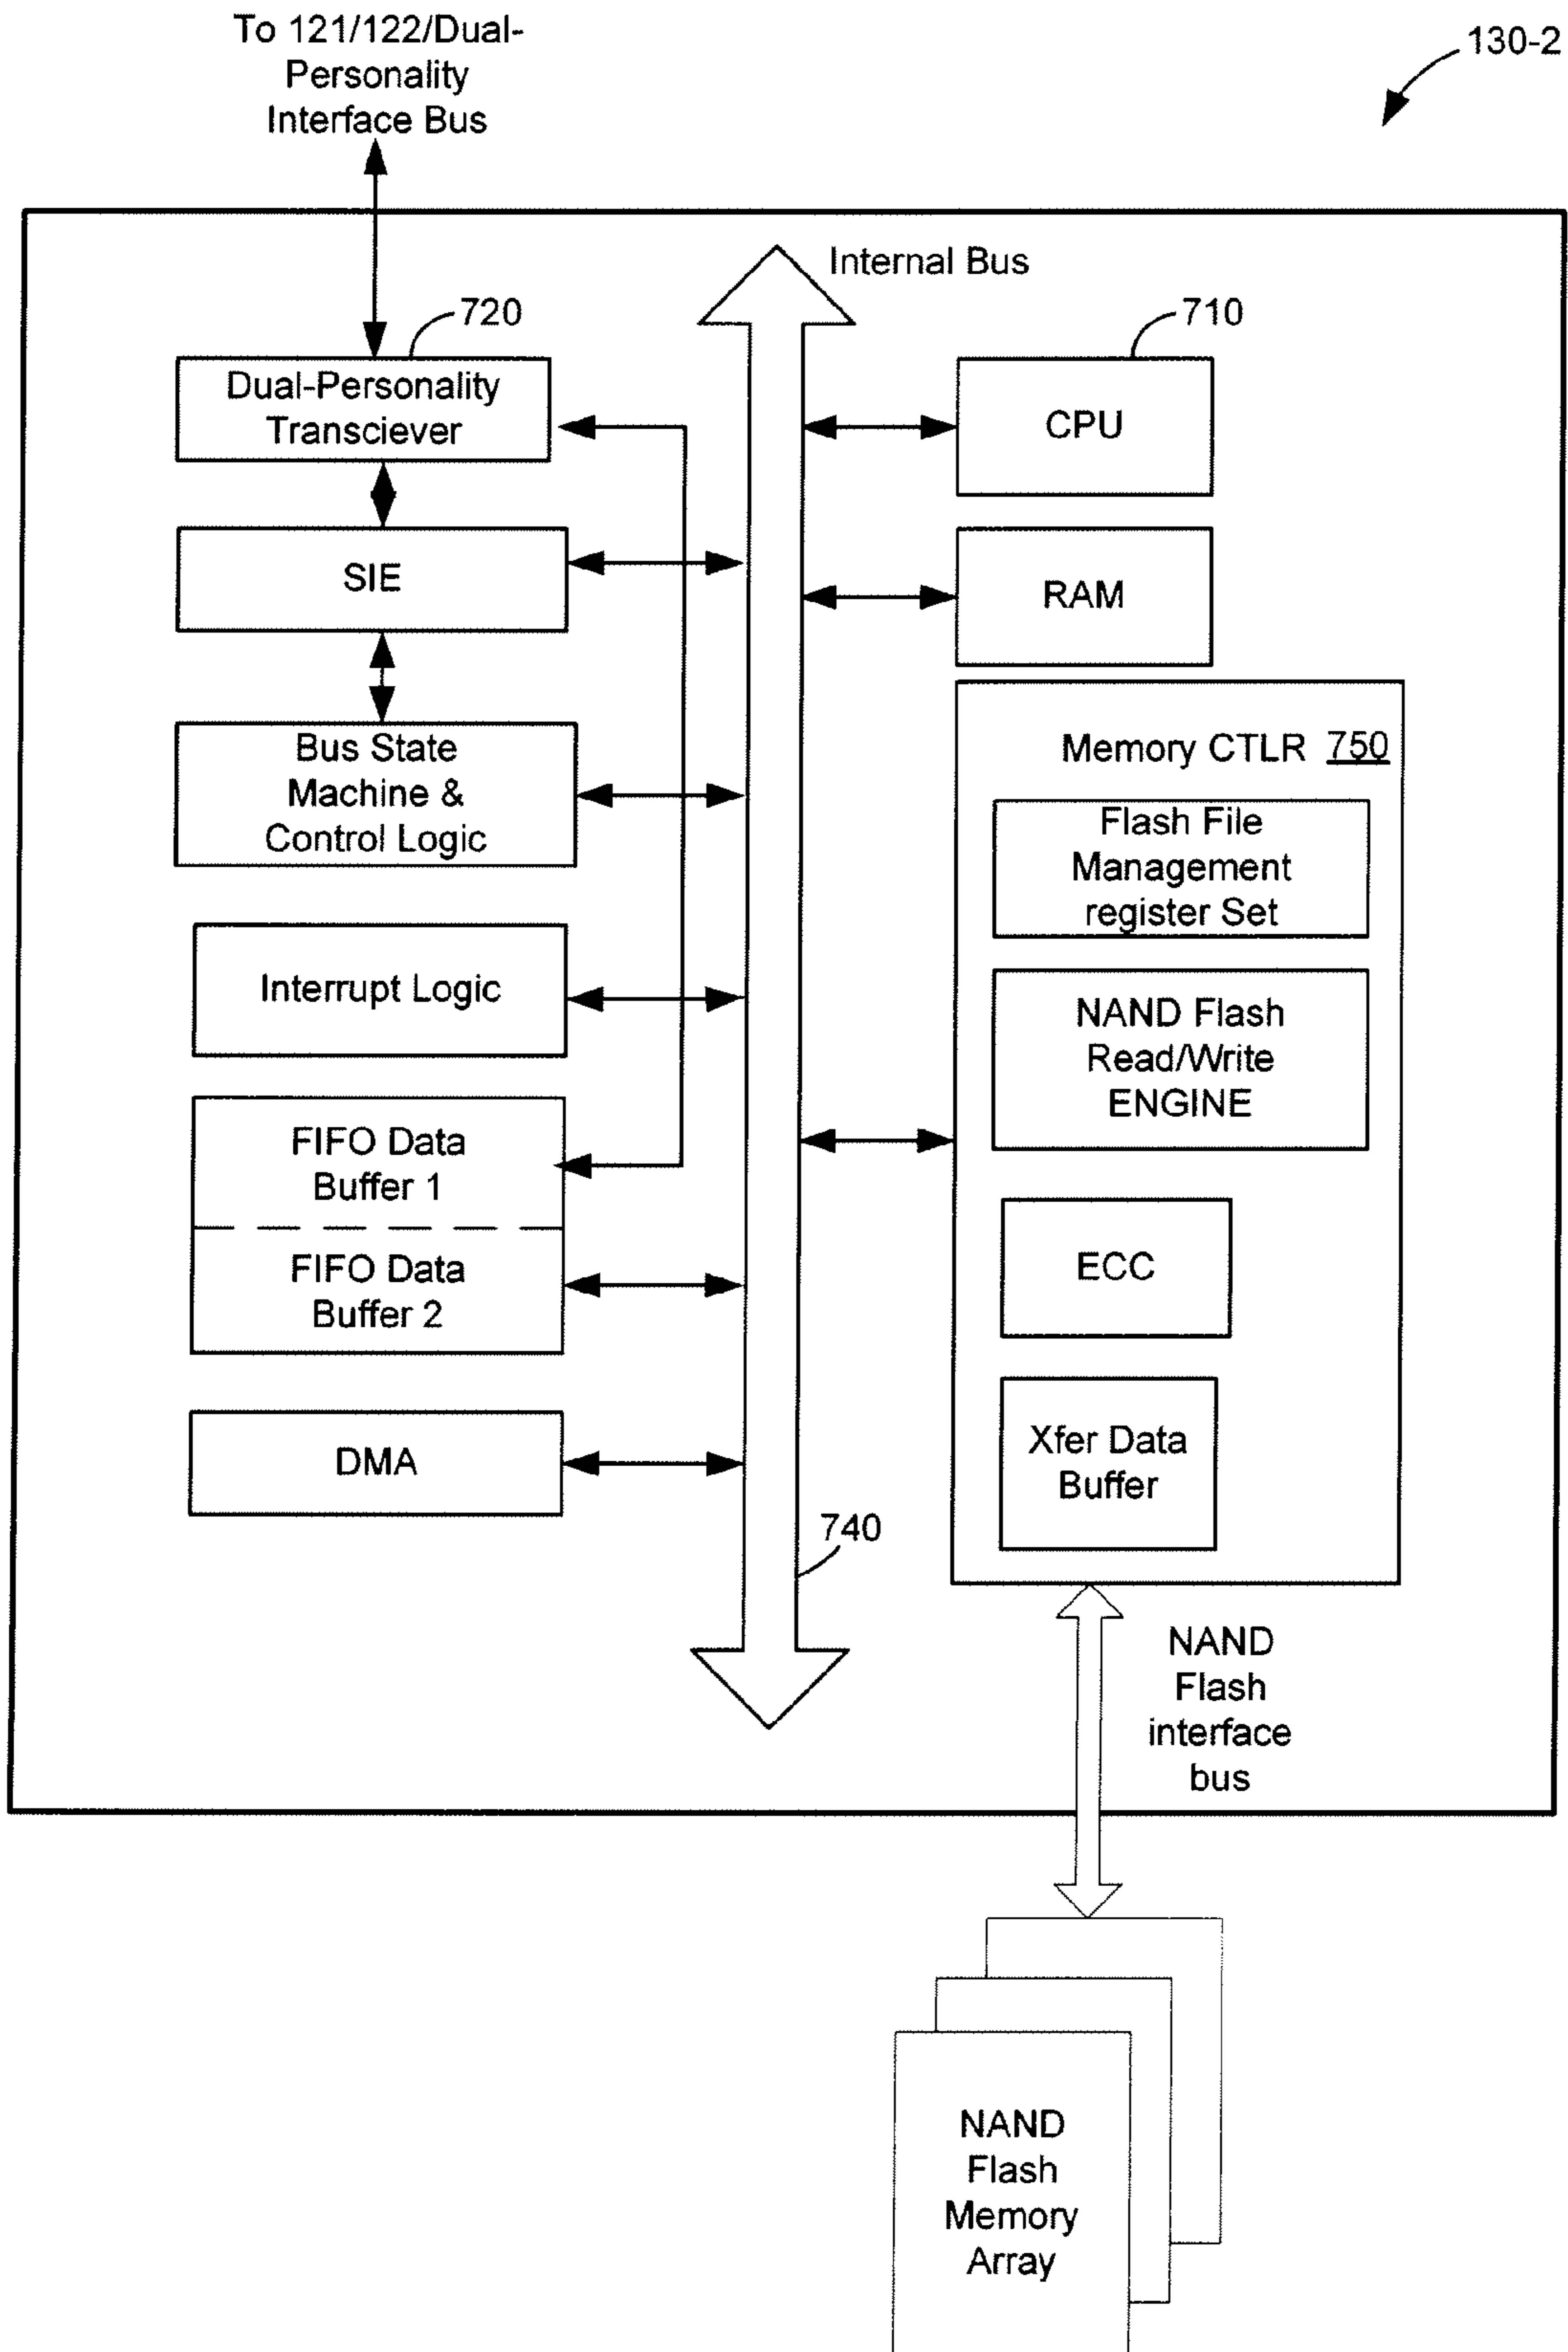 To 121/122/Dual-
Personality
Interface Bus
130-2
Internal Bus
720
710
Dual-Personality
Transciever
CPU
SIE
RAM
Bus State
Machine &
Control Logic
Memory CTLR 750
Flash File
Management
register Set
Interrupt Logic
NAND Flash
Read/Write
ENGINE
FIFO Data
Buffer 1
FIFO Data
Buffer 2
ECC
DMA
Xfer Data
Buffer
740
NAND
Flash
interface
bus
NAND
Flash
Memory
Array